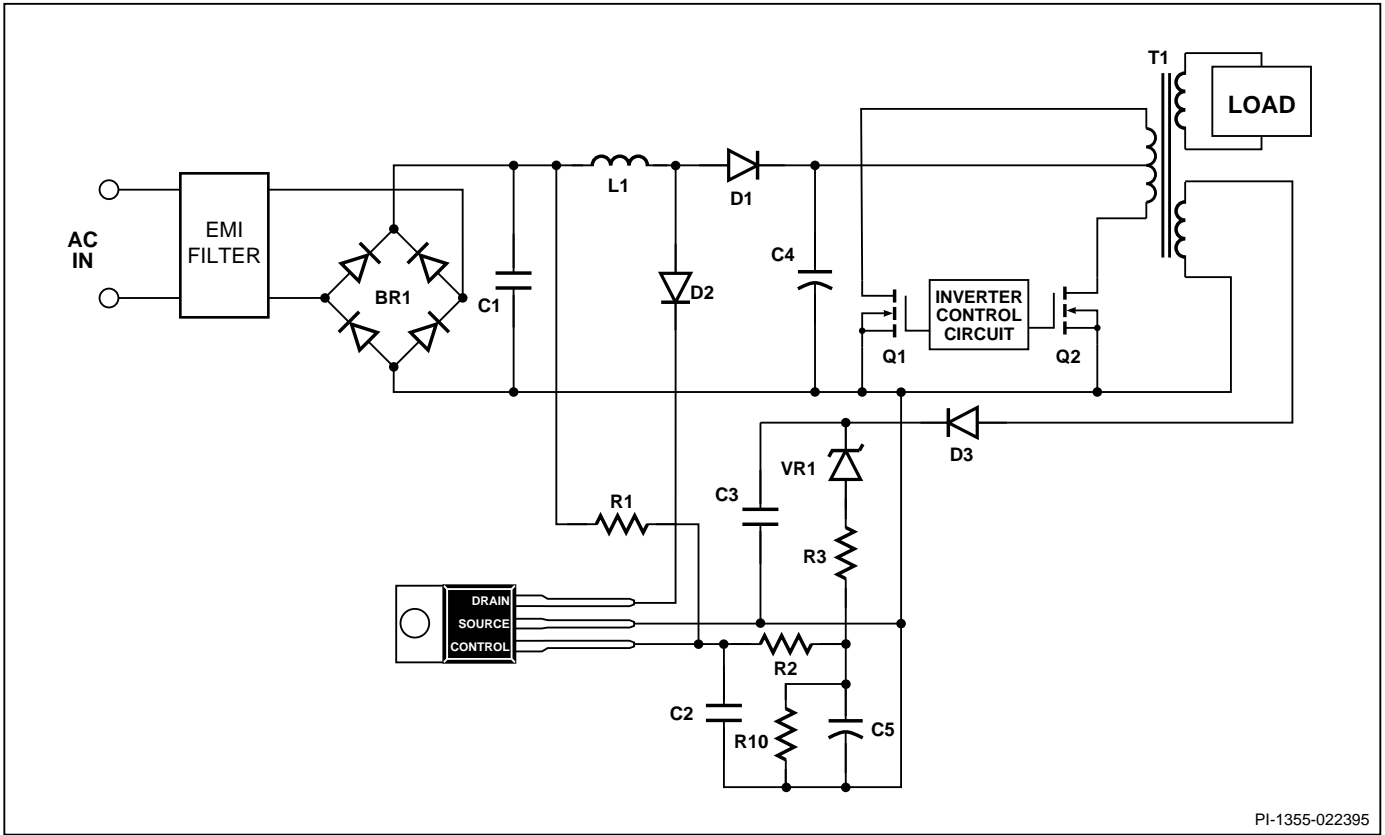 T1
LOAD
L1
D1
AC
IN
EMI
FILTER
BR1
C1
D2
C4
INVERTER
CONTROL
CIRCUIT
Q1
Q2
D3
VR1
C3
R1
R3
DRAIN
SOURCE
CONTROL
R2
C2
R10
C5
PI-1355-022395